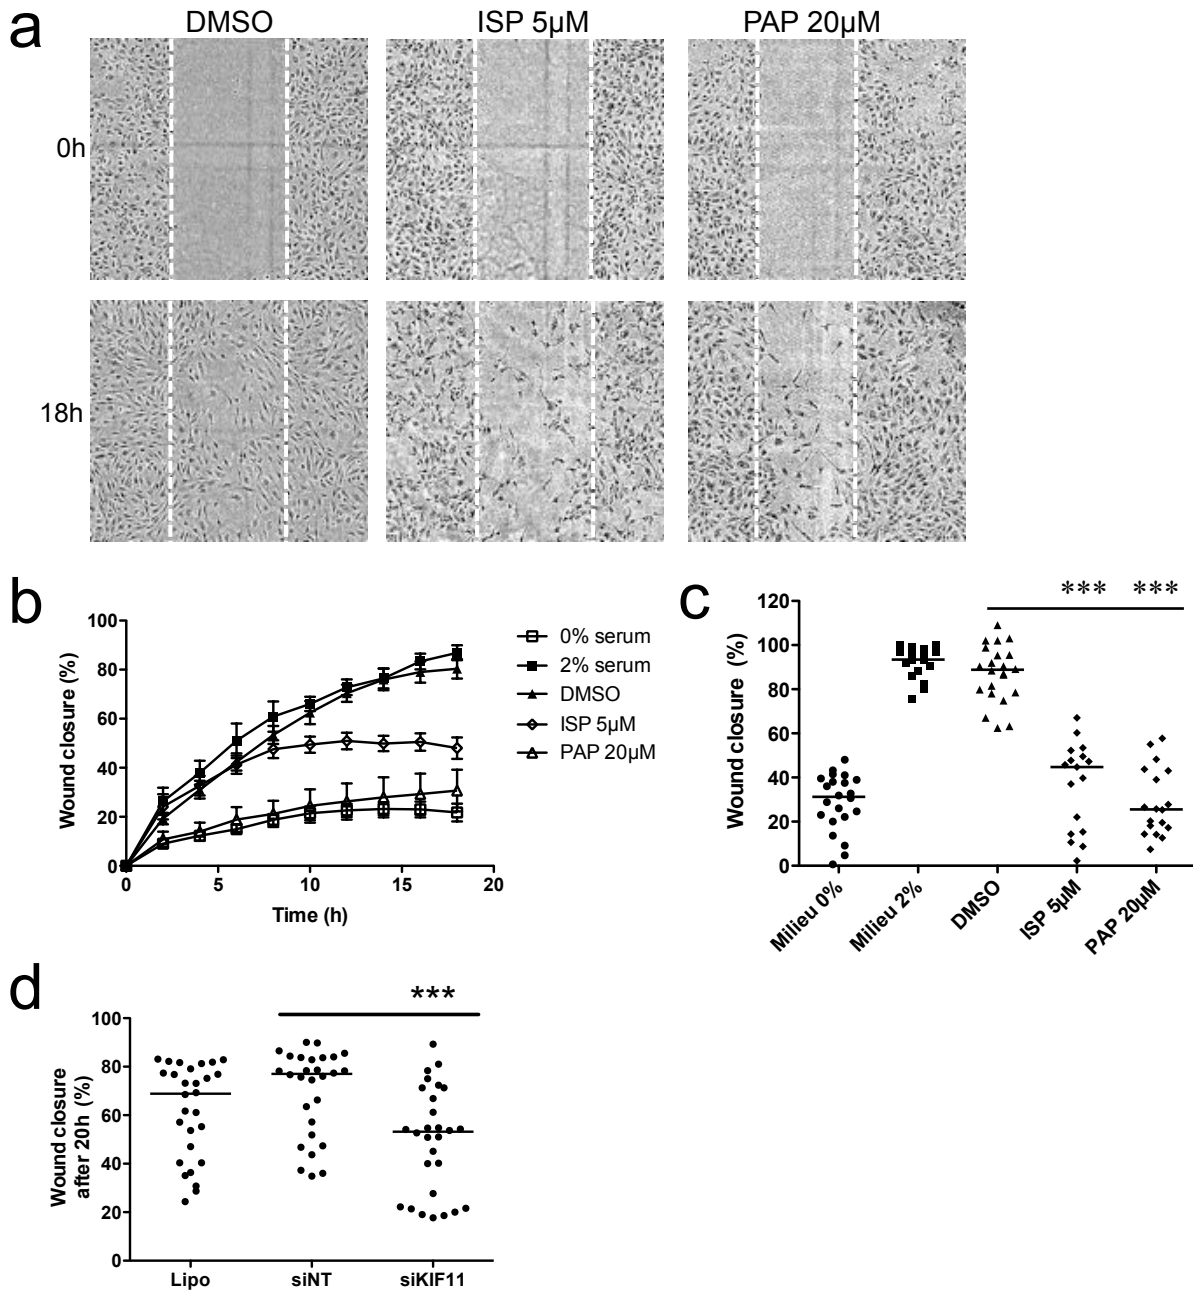 a
DMSO ISP 5µM PAP 20µM
0h
18h
b
100
80
60
40
20
0
Wound closure (%)
0 5 10 15 20
Time (h)
0% serum
2% serum
DMSO
ISP 5µM
PAP 20µM
c
*** ***
120
100
80
60
40
20
0
Wound closure (%)
Milieu 0% Milieu 2% DMSO ISP 5µM PAP 20µM
d
***
100
80
60
40
20
0
Wound closure
after 20h (%)
Lipo siNT siKIF11